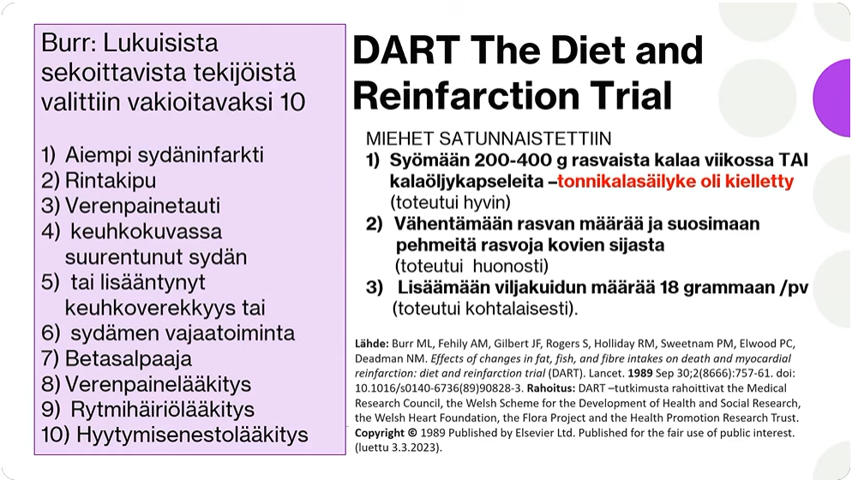 Burr: Lukuisista
sekoittavista tekijöistä
valittiin vakioitavaksi 10
1) Aiempi sydäninfarkti
2) Rintakipu
3) Verenpainetauti
4) keuhkokuvassa
suurentunut sydän
5) tai lisääntynyt
keuhkoverekkyys tai
6) sydämen vajaatoiminta
7) Betasalpaaja
8) Verenpainelääkitys
9) Rytmihäiriölääkitys
10) Hyytymisenestolääkitys
DART The Diet and
Reinfarction Trial
MIEHET SATUNNAISTETTIIN
1) Syömään 200-400 g rasvaista kalaa viikossa TAI
kalaöljykapseleita –tonnikalasäilyke oli kielletty
(toteutui hyvin)
2) Vähentämään rasvan määrää ja suosimaan
pehmeitä rasvoja kovien sijasta
(toteutui huonosti)
3) Lisäämään viljakuidun määrää 18 grammaan /pv
(toteutui kohtalaisesti).
Lähde: Burr ML, Fehily AM, Gilbert JF, Rogers S, Holliday RM, Sweetnam PM, Elwood PC,
Deadman NM. Effects of changes in fat, fish, and fibre intakes on death and myocardial
reinfarction: diet and reinfarction trial (DART). Lancet. 1989 Sep 30;2(8666):757-61. doi:
10.1016/s0140-6736(89)90828-3. Rahoitus: DART –tutkimusta rahoittivat the Medical
Research Council, the Welsh Scheme for the Development of Health and Social Research,
the Welsh Heart Foundation, the Flora Project and the Health Promotion Research Trust.
Copyright © 1989 Published by Elsevier Ltd. Published for the fair use of public interest.
(luettu 3.3.2023).